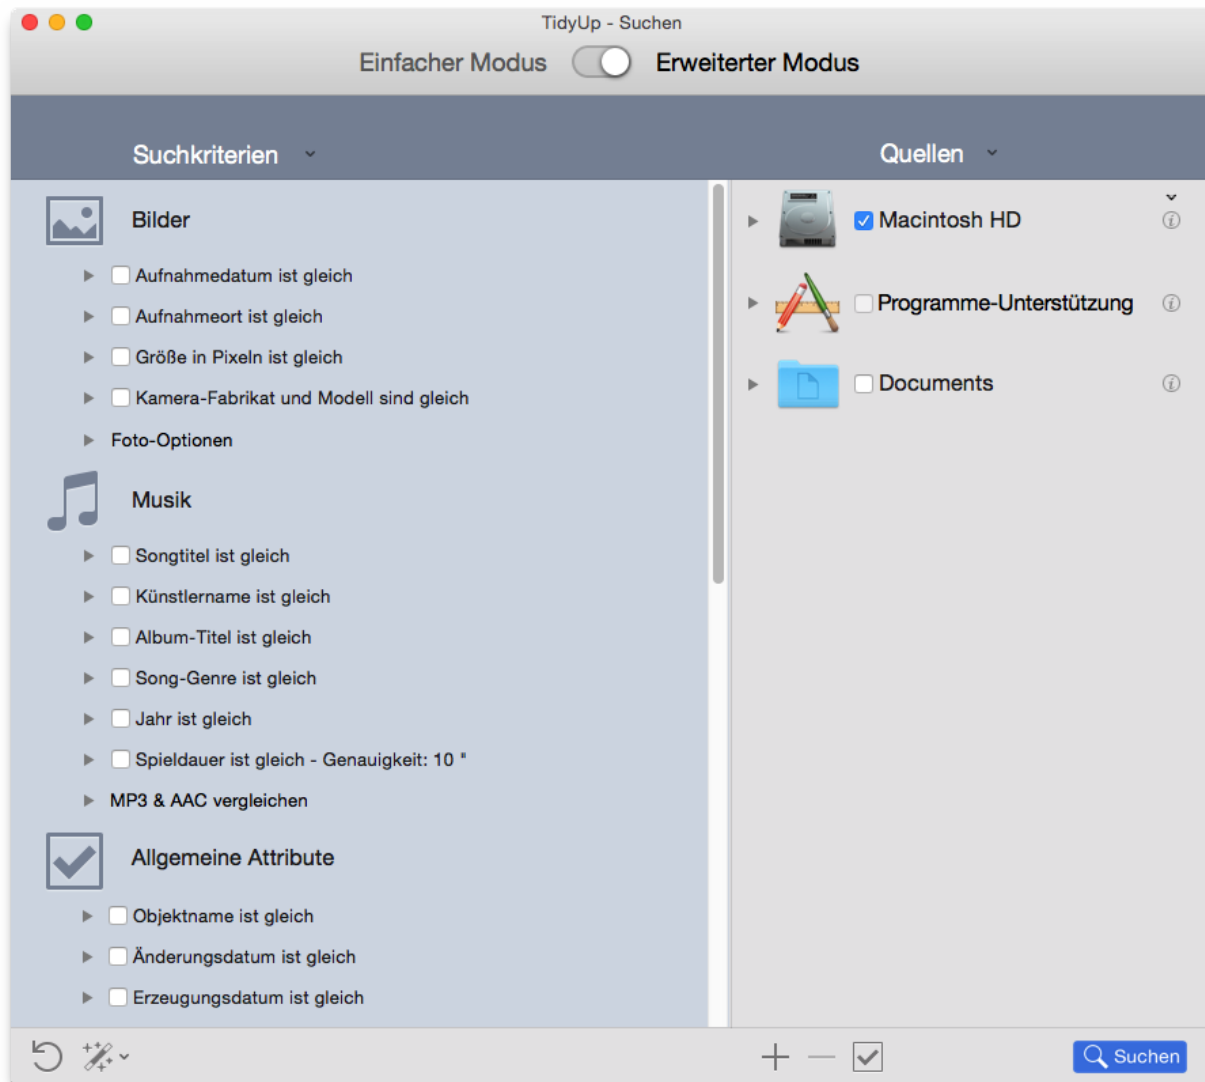 TidyUp - Suchen
Einfacher Modus Erweiterter Modus
Suchkriterien
Bilder
Aufnahmedatum ist gleich
Aufnahmeort ist gleich
Größe in Pixeln ist gleich
Kamera-Fabrikat und Modell sind gleich
Foto-Optionen
Musik
Songtitel ist gleich
Künstlername ist gleich
Album-Titel ist gleich
Song-Genre ist gleich
Jahr ist gleich
Spieldauer ist gleich - Genauigkeit: 10 "
MP3 & AAC vergleichen
Allgemeine Attribute
Objektname ist gleich
Änderungsdatum ist gleich
Erzeugungsdatum ist gleich
Quellen
Macintosh HD
Programme-Unterstützung
Documents
Suchen